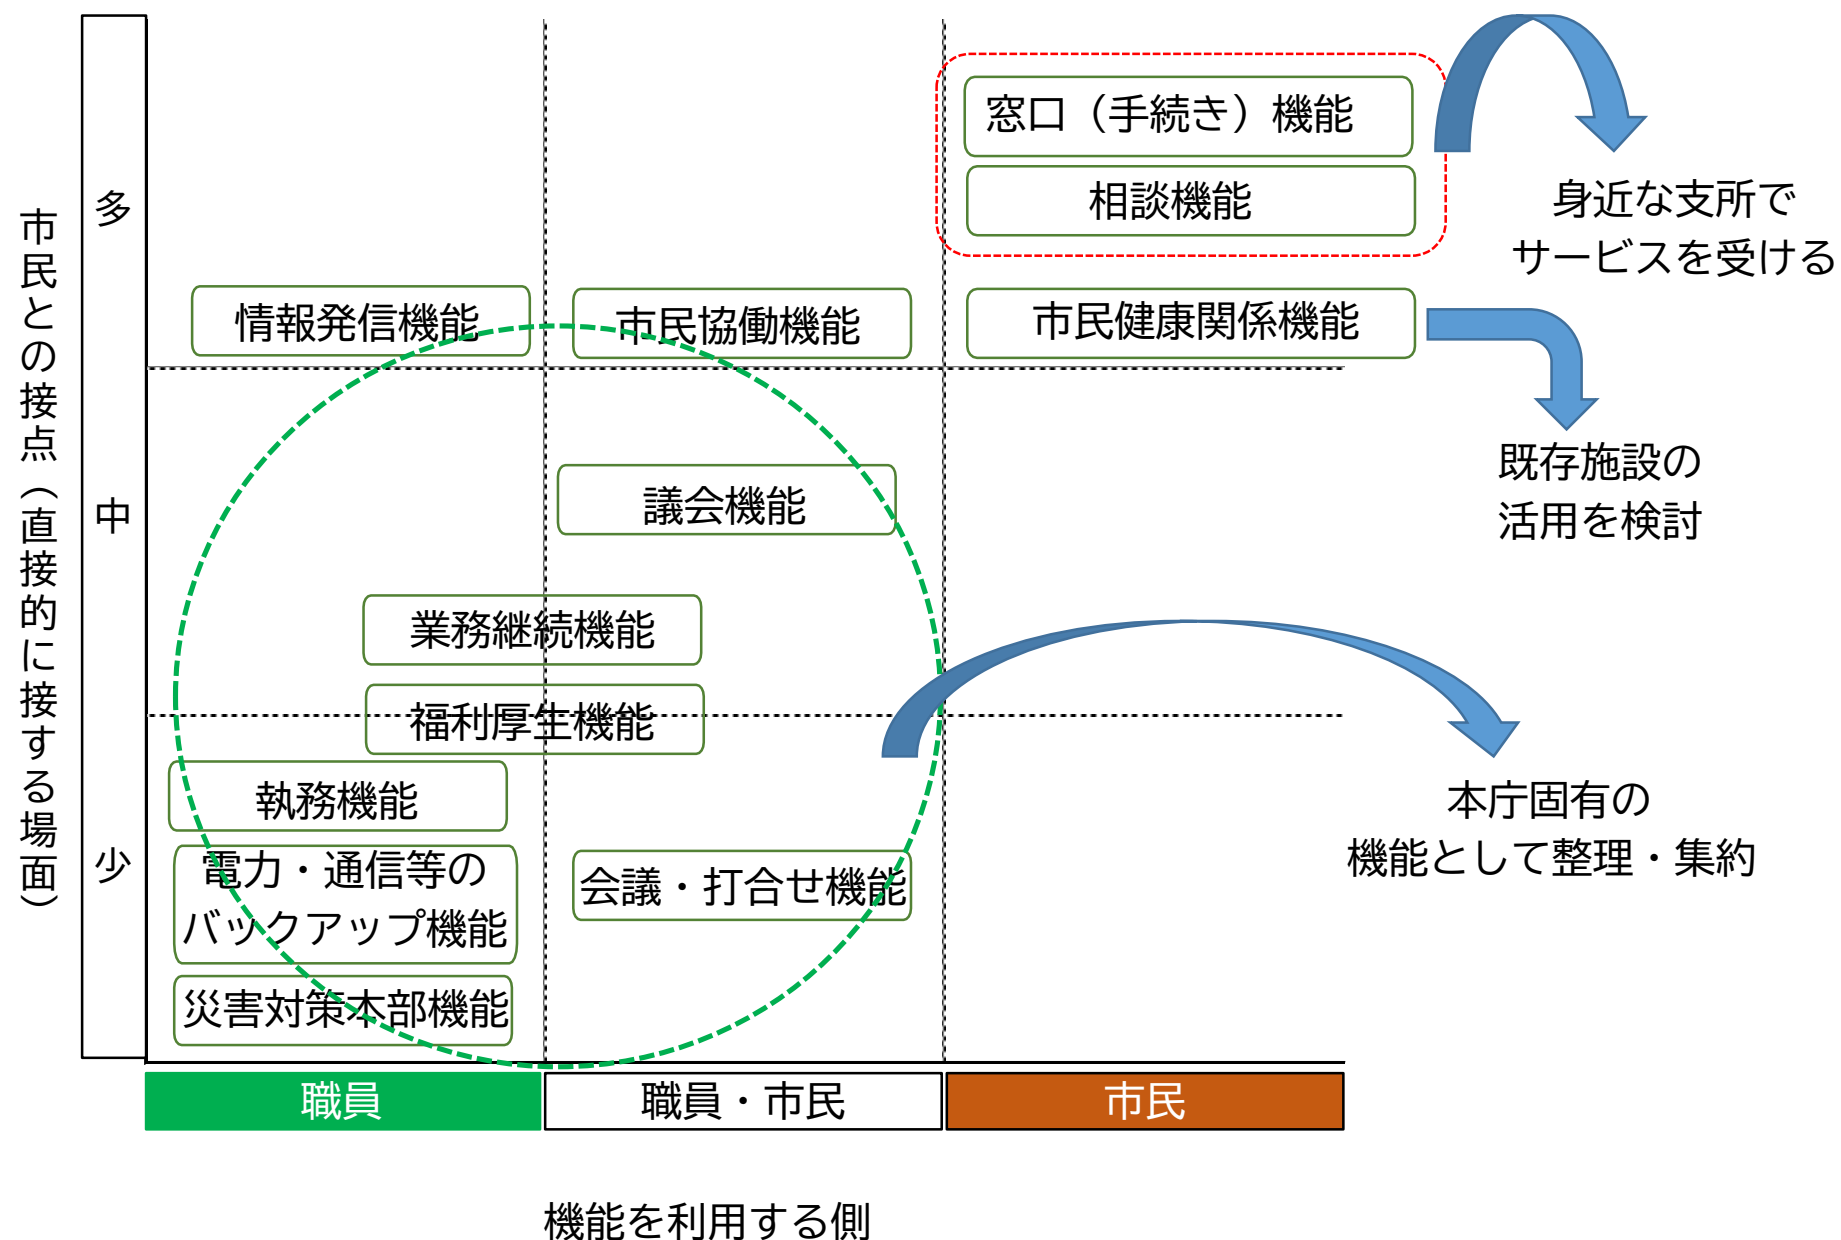 市民との接点（直接的に接する場面）
多
中
少
窓口（手続き）機能
相談機能
情報発信機能
市民協働機能
市民健康関係機能
議会機能
業務継続機能
福利厚生機能
執務機能
電力・通信等の
バックアップ機能
会議・打合せ機能
災害対策本部機能
身近な支所で
サービスを受ける
既存施設の
活用を検討
本庁固有の
機能として整理・集約
職員
職員・市民
市民
機能を利用する側